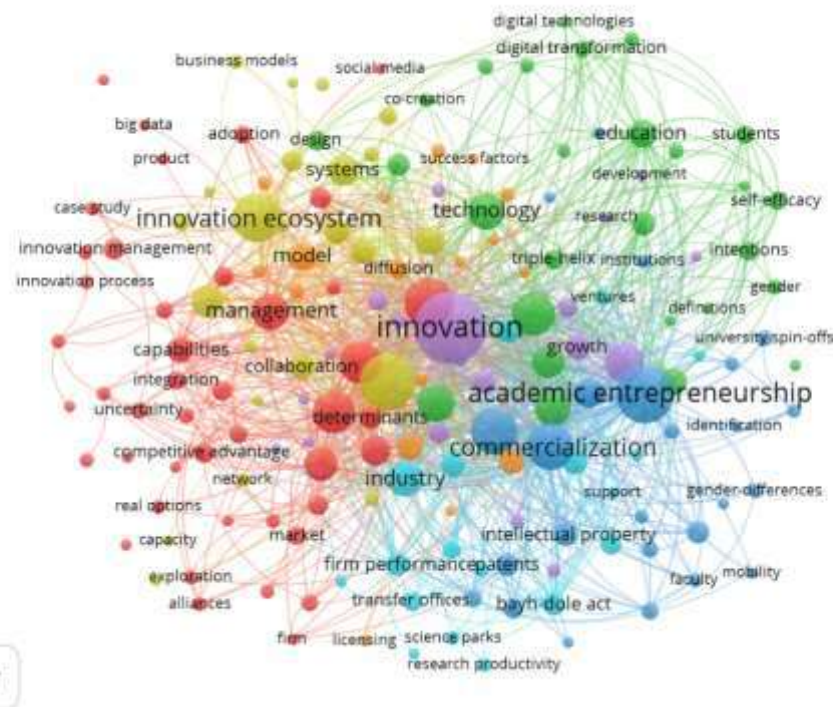 digital technologies
digital transformation
business models
social media
co-creation
big data
adoption
design
education
students
product
systems
success factors
development
case study
innovation ecosystem
technology
research
self-efficacy
innovation management
model
diffusion
triple-helix
institutions
intentions
innovation process
gender
management
ventures
definitions
innovation
university spin-offs
capabilities
growth
collaboration
integration
academic entrepreneurship
uncertainty
determinants
identification
competitive advantage
commercialization
network
industry
support
gender-differences
real options
market
intellectual property
capacity
firm performance
patents
exploration
faculty
mobility
alliances
transfer offices
bayh-dole act
firm
licensing
science parks
research productivity